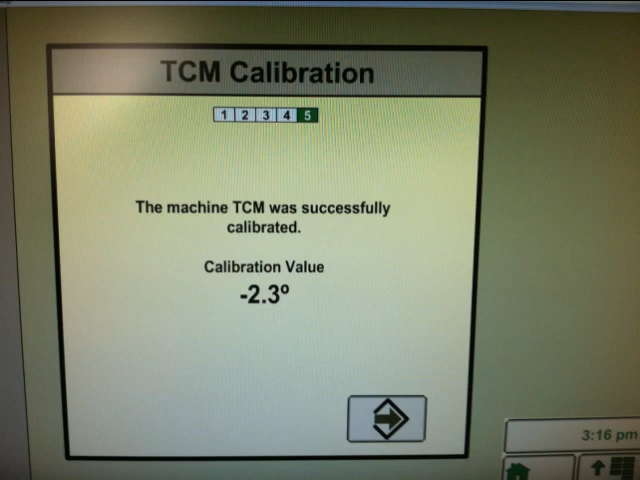 TCM Calibration
1 2 3 4 5
The machine TCM was successfully
calibrated.
Calibration Value
-2.3º
3:16 pm